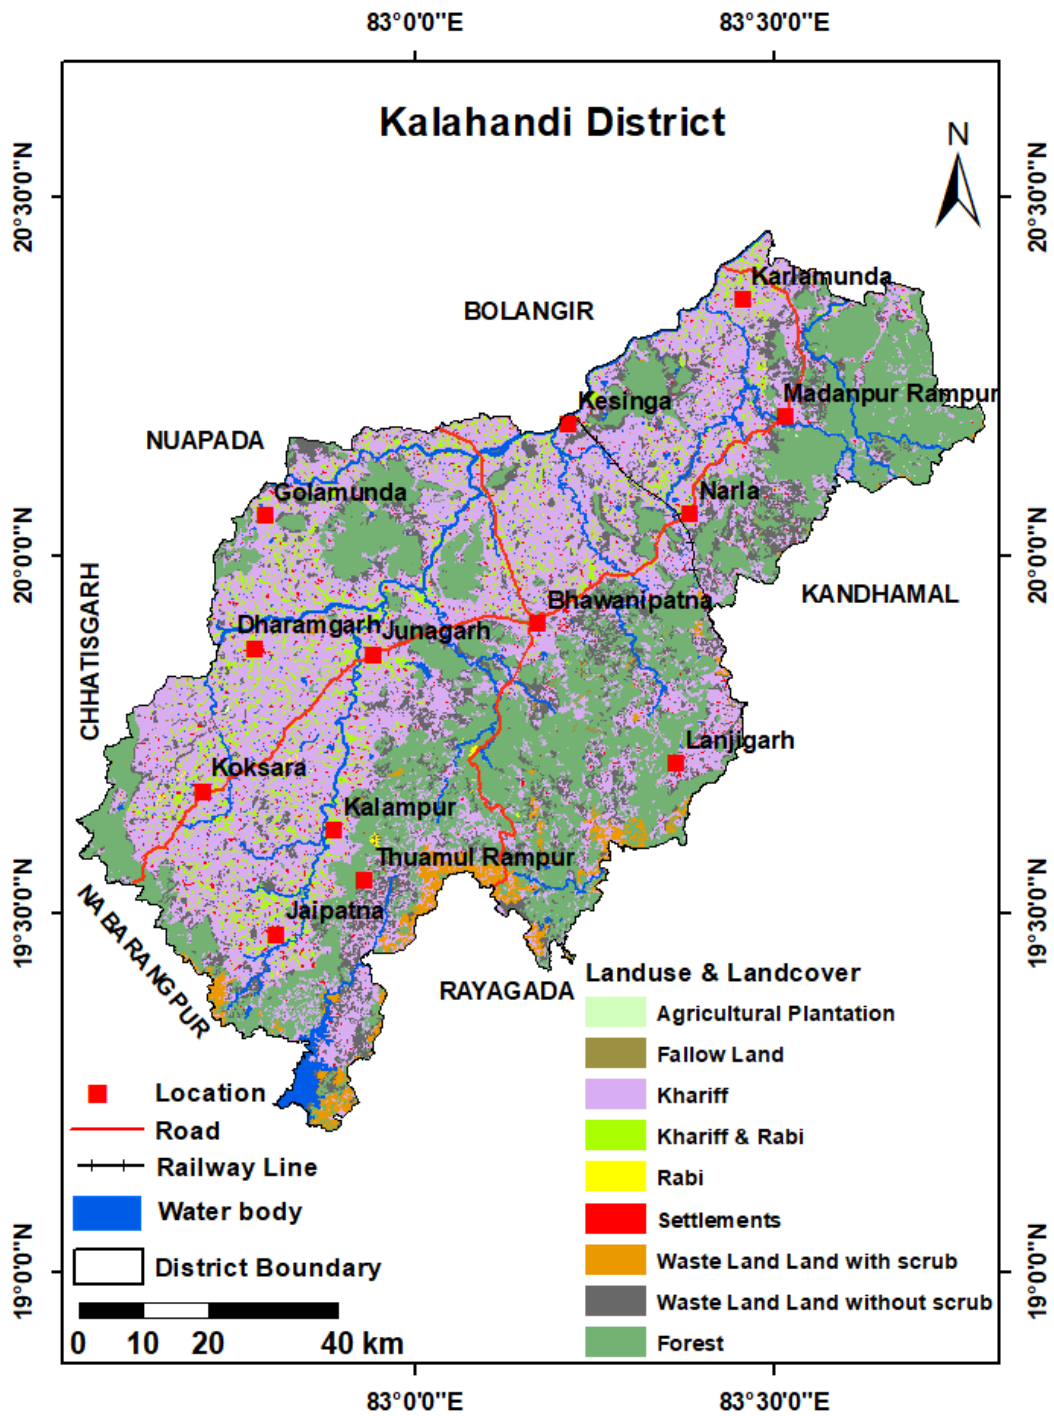 83°0'0"E 83°30'0"E
Kalahandi District
N
20°30'0"N 20°30'0"N
Karlamunda
BOLANGIR
Madanpur Rampur
Kesinga
NUAPADA
Golamunda
Narla
20°0'0"N 20°0'0"N
KANDHAMAL
Bhawanipatna
CHHATISGARH
Dharamgarh
Junagarh
Lanjigarh
Koksara
Kalampur
Thuamul Rampur
19°30'0"N 19°30'0"N
Jaipatna
NABARANGPUR
RAYAGADA
Landuse & Landcover
Agricultural Plantation
Fallow Land
Khariff
Khariff & Rabi
Rabi
Settlements
Waste Land Land with scrub
Waste Land Land without scrub
Forest
Location
Road
Railway Line
Water body
District Boundary
0 10 20 40 km
19°0'0"N 19°0'0"N
83°0'0"E 83°30'0"E